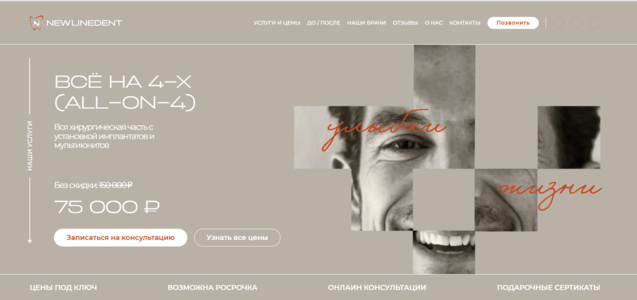 NEWLINEDENT
УСЛУГИ И ЦЕНЫ ДО / ПОСЛЕ НАШИ ВРАЧИ ОТЗЫВЫ О НАС КОНТАКТЫ Позвонить
НАШИ УСЛУГИ
ВСЁ НА 4-Х
(ALL-ON-4)
Вся хирургическая часть с
установкой имплантатов и
мультиюнитов
Без скидки: 150 000 ₽
75 000 ₽
Записаться на консультацию Узнать все цены
улыбки
жизни
ЦЕНЫ ПОД КЛЮЧ ВОЗМОЖНА РОСРОЧКА ОНЛАИН КОНСУЛЬТАЦИИ ПОДАРОЧНЫЕ СЕРТИКАТЫ